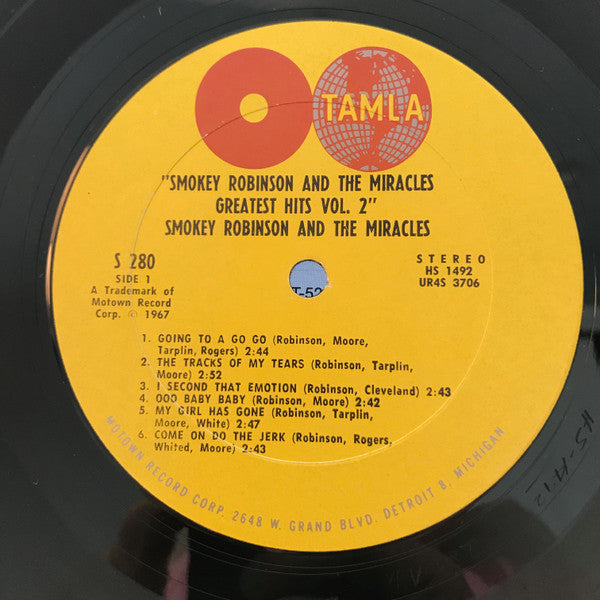 TAMLA
"SMOKEY ROBINSON AND THE MIRACLES
GREATEST HITS VOL. 2"
SMOKEY ROBINSON AND THE MIRACLES
S 280
SIDE 1
A Trademark of
Motown Record
Corp. © 1967
STEREO
HS 1492
UR4S 3706
T-52
1. GOING TO A GO GO (Robinson, Moore,
Tarplin, Rogers) 2:44
2. THE TRACKS OF MY TEARS (Robinson, Tarplin,
Moore) 2:52
3. I SECOND THAT EMOTION (Robinson, Cleveland) 2:43
4. OOO BABY BABY (Robinson, Moore) 2:42
5. MY GIRL HAS GONE (Robinson, Tarplin,
Moore, White) 2:47
6. COME ON DO THE JERK (Robinson, Rogers,
Whited, Moore) 2:43
MOTOWN RECORD CORP. 2648 W. GRAND BLVD. DETROIT 8, MICHIGAN